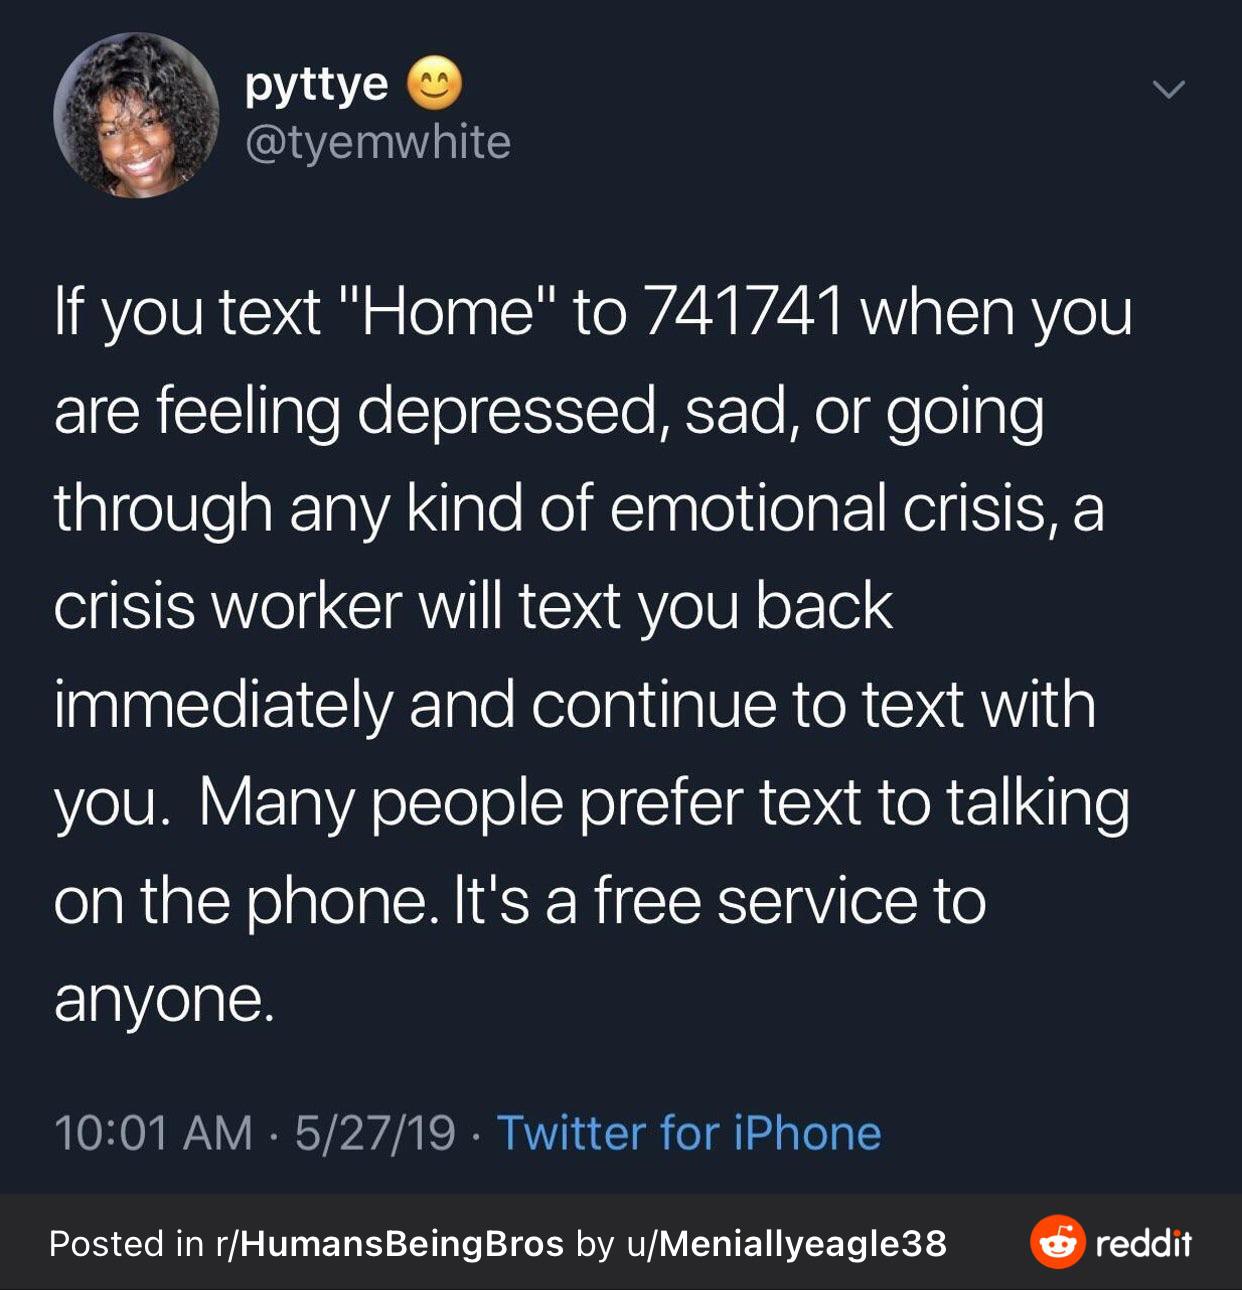 pyttye 😊
@tyemwhite
If you text "Home" to 741741 when you
are feeling depressed, sad, or going
through any kind of emotional crisis, a
crisis worker will text you back
immediately and continue to text with
you.  Many people prefer text to talking
on the phone. It's a free service to
anyone.
10:01 AM · 5/27/19 · Twitter for iPhone
Posted in r/HumansBeingBros by u/Meniallyeagle38 reddit